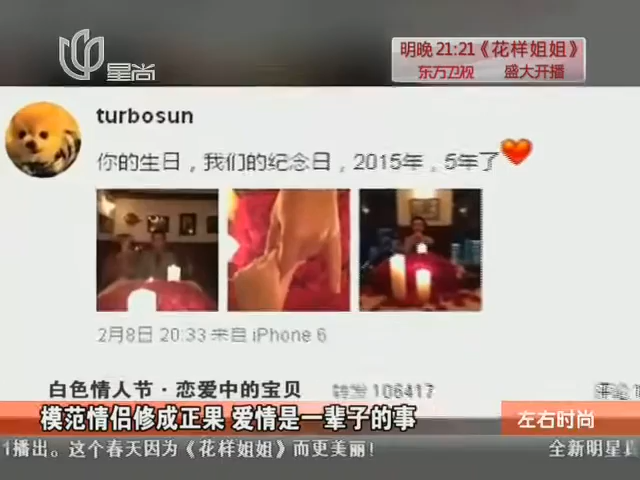 星尚
明晚 21:21《花样姐姐》
东方卫视 盛大开播
turbosun
你的生日，我们的纪念日，2015年，5年了
2月8日 20:33 来自 iPhone 6
白色情人节·恋爱中的宝贝
转发 106417
评论
模范情侣修成正果 爱情是一辈子的事
左右时尚
1播出。这个春天因为《花样姐姐》而更美丽！
全新明星真